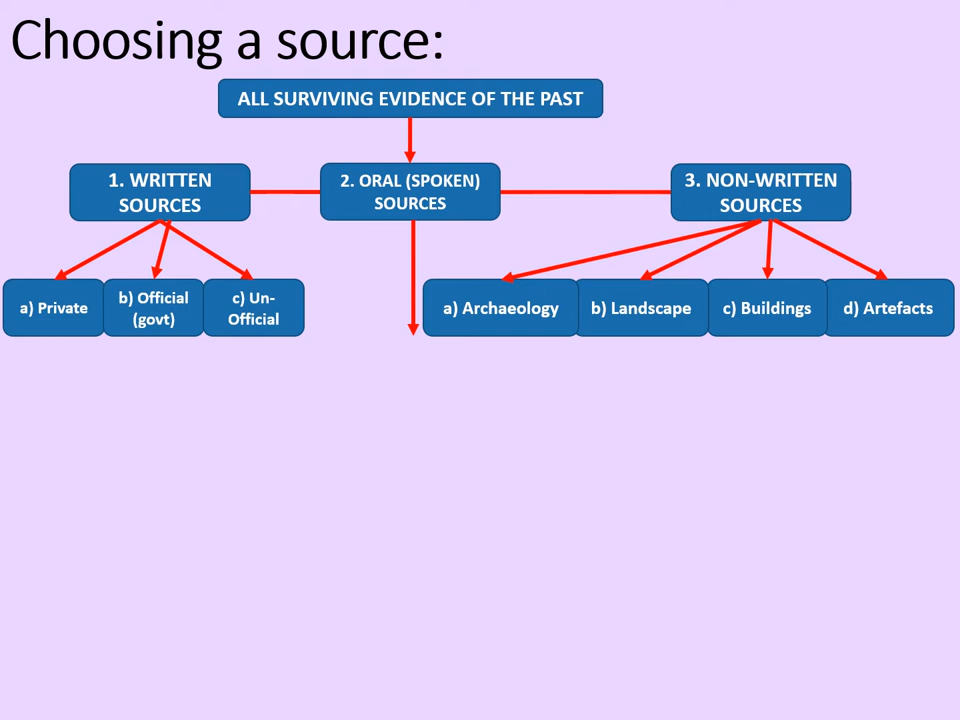 Choosing a source:
ALL SURVIVING EVIDENCE OF THE PAST
1. WRITTEN
SOURCES
2. ORAL (SPOKEN)
SOURCES
3. NON-WRITTEN
SOURCES
a) Private
b) Official
(govt)
c) Un-
Official
a) Archaeology
b) Landscape
c) Buildings
d) Artefacts